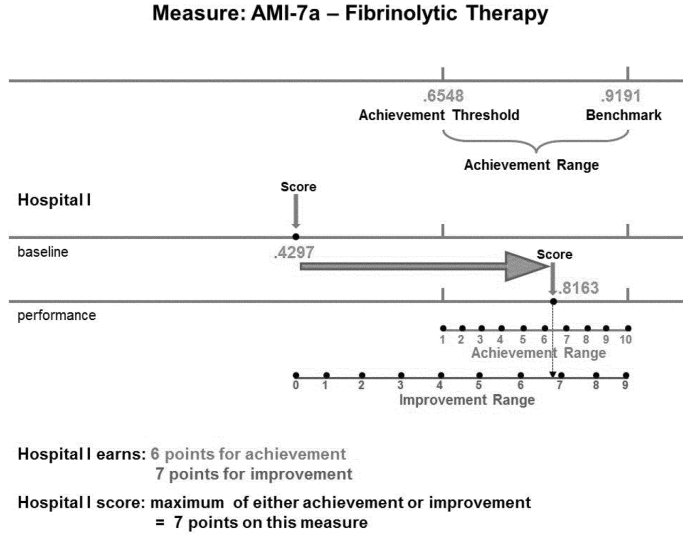 Measure: AMI-7a – Fibrinolytic Therapy
.6548 .9191
Achievement Threshold Benchmark
Achievement Range
Score
Hospital I
baseline
.4297
Score
.8163
performance
1 2 3 4 5 6 7 8 9 10
Achievement Range
0 1 2 3 4 5 6 7 8 9
Improvement Range
Hospital I earns: 6 points for achievement
7 points for improvement
Hospital I score: maximum of either achievement or improvement
= 7 points on this measure